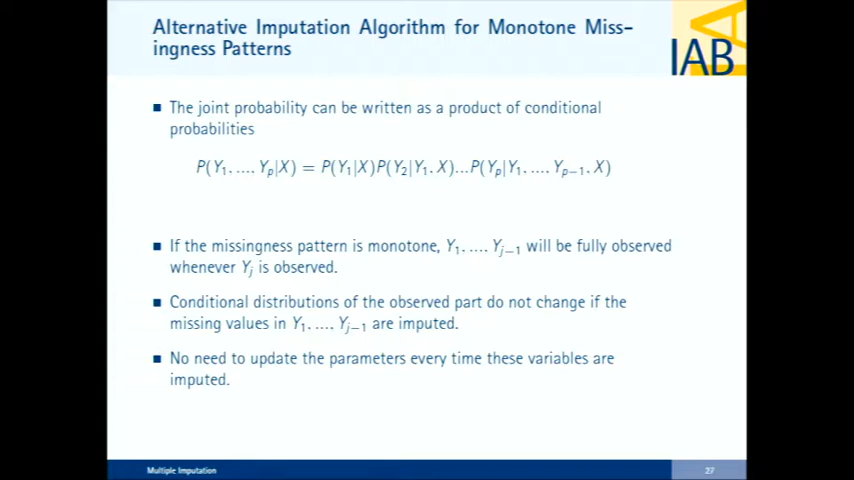 Alternative Imputation Algorithm for Monotone Miss-
ingness Patterns
IAB
■ The joint probability can be written as a product of conditional
probabilities
P(Y₁. .... Yₚ|X) = P(Y₁|X)P(Y₂|Y₁. X)...P(Yₚ|Y₁. .... Yₚ₋₁. X)
■ If the missingness pattern is monotone, Y₁. .... Yⱼ₋₁ will be fully observed
whenever Yⱼ is observed.
■ Conditional distributions of the observed part do not change if the
missing values in Y₁. .... Yⱼ₋₁ are imputed.
■ No need to update the parameters every time these variables are
imputed.
Multiple Imputation
27